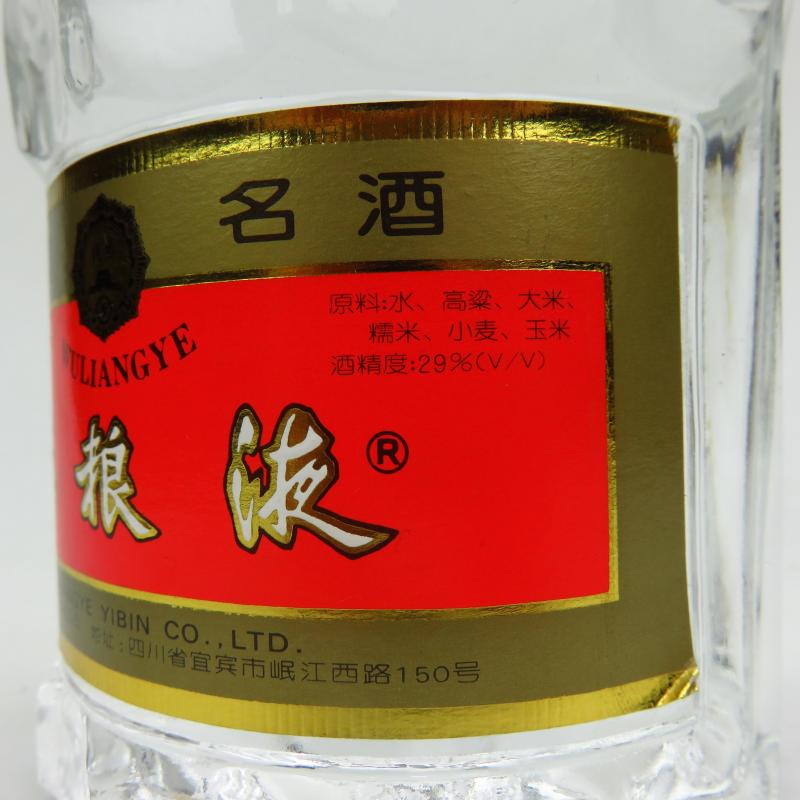 名酒
原料:水、高粱、大米、
糯米、小麦、玉米
酒精度:29%(V/V)
WULIANGYE
粮液®
YIBIN CO.,LTD.
地址:四川省宜宾市岷江西路150号